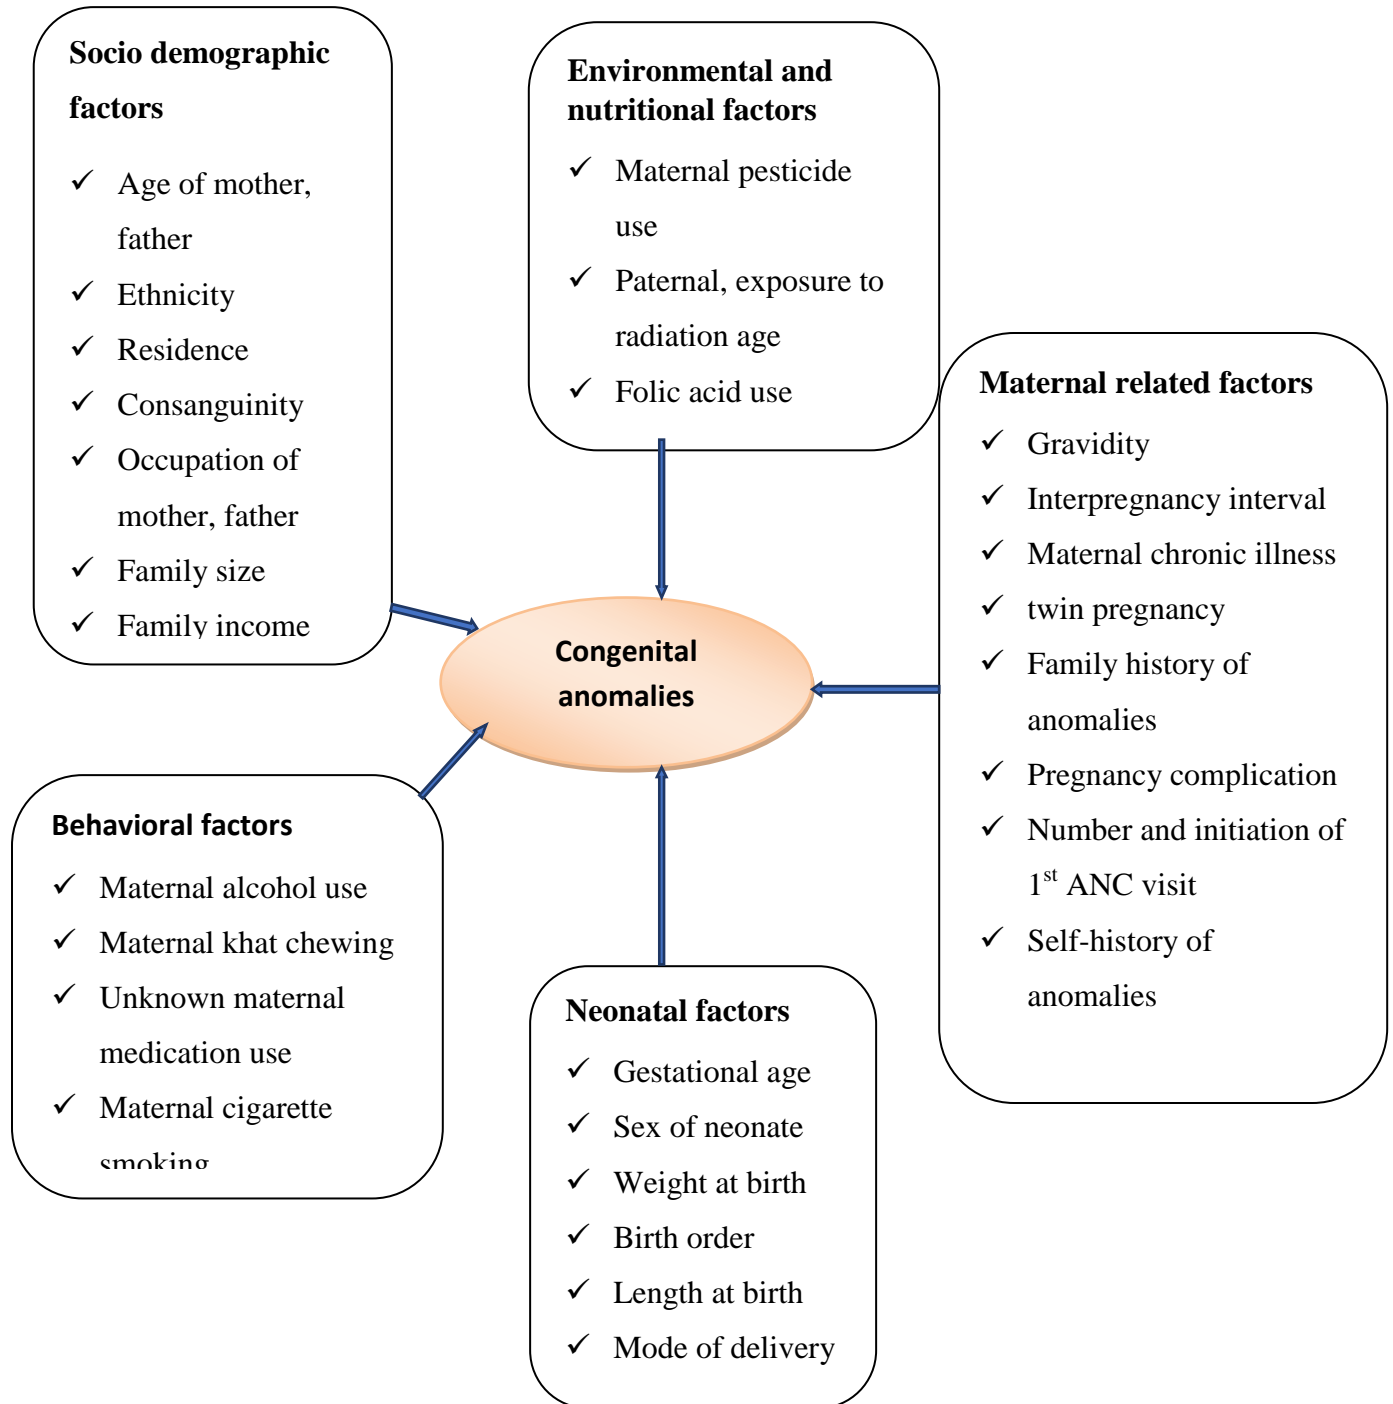 Socio demographic
factors
✓ Age of mother,
father
✓ Ethnicity
✓ Residence
✓ Consanguinity
✓ Occupation of
mother, father
✓ Family size
✓ Family income
Environmental and
nutritional factors
✓ Maternal pesticide
use
✓ Paternal, exposure to
radiation age
✓ Folic acid use
Maternal related factors
✓ Gravidity
✓ Interpregnancy interval
✓ Maternal chronic illness
✓ twin pregnancy
✓ Family history of
anomalies
✓ Pregnancy complication
✓ Number and initiation of
1st ANC visit
✓ Self-history of
anomalies
Congenital
anomalies
Behavioral factors
✓ Maternal alcohol use
✓ Maternal khat chewing
✓ Unknown maternal
medication use
✓ Maternal cigarette
smoking
Neonatal factors
✓ Gestational age
✓ Sex of neonate
✓ Weight at birth
✓ Birth order
✓ Length at birth
✓ Mode of delivery